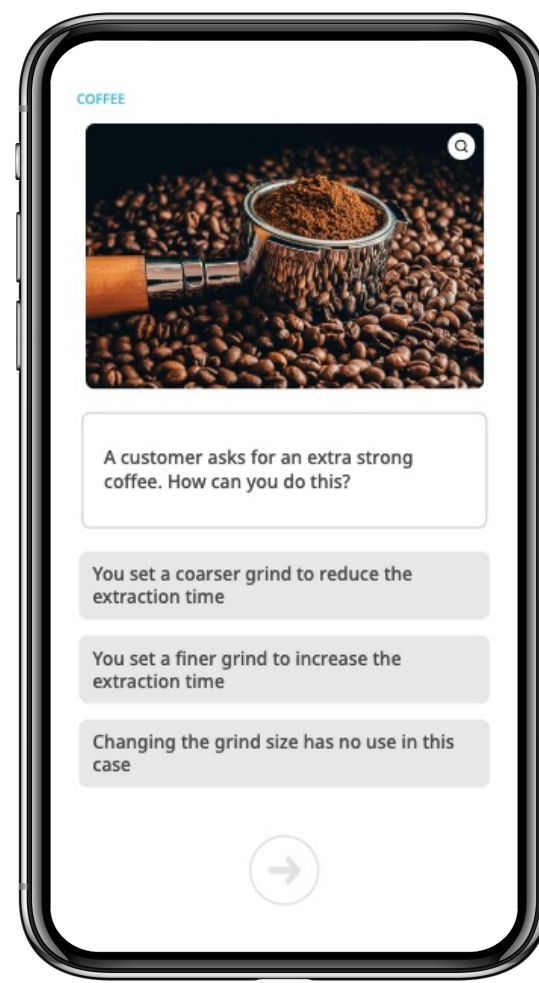 COFFEE
A customer asks for an extra strong
coffee. How can you do this?
You set a coarser grind to reduce the
extraction time
You set a finer grind to increase the
extraction time
Changing the grind size has no use in this
case